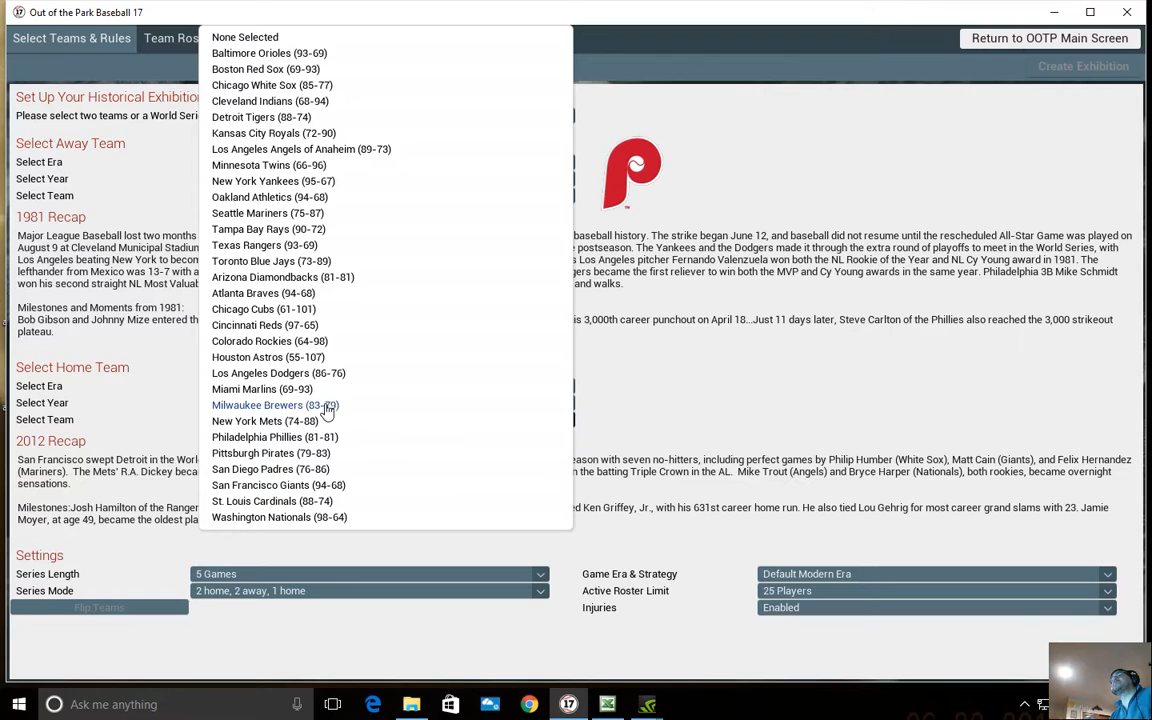 Out of the Park Baseball 17
Select Teams & Rules
Team Ros
Return to OOTP Main Screen
Create Exhibition
Set Up Your Historical Exhibition
Please select two teams or a World Seri
Select Away Team
Select Era
Select Year
Select Team
1981 Recap
Major League Baseball lost two months
baseball history. The strike began June 12, and baseball did not resume until the rescheduled All-Star Game was played on
August 9 at Cleveland Municipal Stadium
postseason. The Yankees and the Dodgers made it through the extra round of playoffs to meet in the World Series, with
Los Angeles beating New York to become
s Los Angeles pitcher Fernando Valenzuela won both the NL Rookie of the Year and NL Cy Young award in 1981. The
lefthander from Mexico was 13-7 with a
gers became the first reliever to win both the MVP and Cy Young awards in the same year. Philadelphia 3B Mike Schmidt
won his second straight NL Most Valuab
and walks.
Milestones and Moments from 1981:
Bob Gibson and Johnny Mize entered th
his 3,000th career punchout on April 18...Just 11 days later, Steve Carlton of the Phillies also reached the 3,000 strikeout
plateau.
Select Home Team
Select Era
Select Year
Select Team
2012 Recap
San Francisco swept Detroit in the World
eason with seven no-hitters, including perfect games by Philip Humber (White Sox), Matt Cain (Giants), and Felix Hernandez
(Mariners). The Mets' R.A. Dickey becam
the batting Triple Crown in the AL. Mike Trout (Angels) and Bryce Harper (Nationals), both rookies, became overnight
sensations.
Milestones:Josh Hamilton of the Ranger
ed Ken Griffey, Jr., with his 631st career home run. He also tied Lou Gehrig for most career grand slams with 23. Jamie
Moyer, at age 49, became the oldest pla
None Selected
Baltimore Orioles (93-69)
Boston Red Sox (69-93)
Chicago White Sox (85-77)
Cleveland Indians (68-94)
Detroit Tigers (88-74)
Kansas City Royals (72-90)
Los Angeles Angels of Anaheim (89-73)
Minnesota Twins (66-96)
New York Yankees (95-67)
Oakland Athletics (94-68)
Seattle Mariners (75-87)
Tampa Bay Rays (90-72)
Texas Rangers (93-69)
Toronto Blue Jays (73-89)
Arizona Diamondbacks (81-81)
Atlanta Braves (94-68)
Chicago Cubs (61-101)
Cincinnati Reds (97-65)
Colorado Rockies (64-98)
Houston Astros (55-107)
Los Angeles Dodgers (86-76)
Miami Marlins (69-93)
Milwaukee Brewers (83-79)
New York Mets (74-88)
Philadelphia Phillies (81-81)
Pittsburgh Pirates (79-83)
San Diego Padres (76-86)
San Francisco Giants (94-68)
St. Louis Cardinals (88-74)
Washington Nationals (98-64)
Settings
Series Length
5 Games
Game Era & Strategy
Default Modern Era
Series Mode
2 home, 2 away, 1 home
Active Roster Limit
25 Players
Flip Teams
Injuries
Enabled
Ask me anything
17